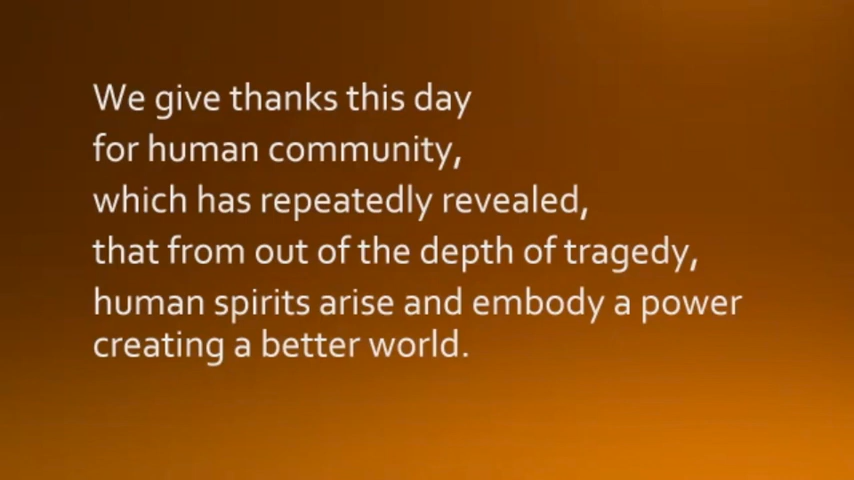 We give thanks this day
for human community,
which has repeatedly revealed,
that from out of the depth of tragedy,
human spirits arise and embody a power
creating a better world.